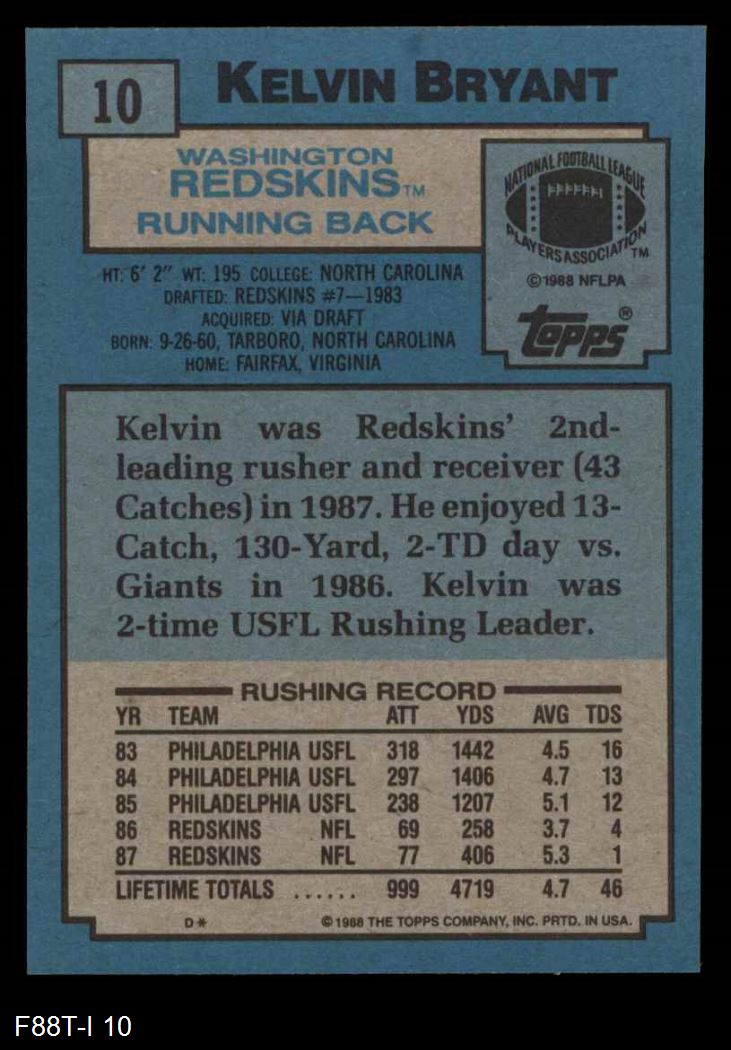 10
KELVIN BRYANT
WASHINGTON
REDSKINS™
RUNNING BACK
NATIONAL FOOTBALL LEAGUE
PLAYERS ASSOCIATION™
©1988 NFLPA
topps®
HT: 6' 2" WT: 195 COLLEGE: NORTH CAROLINA
DRAFTED: REDSKINS #7—1983
ACQUIRED: VIA DRAFT
BORN: 9-26-60, TARBORO, NORTH CAROLINA
HOME: FAIRFAX, VIRGINIA
Kelvin was Redskins' 2nd-
leading rusher and receiver (43
Catches) in 1987. He enjoyed 13-
Catch, 130-Yard, 2-TD day vs.
Giants in 1986. Kelvin was
2-time USFL Rushing Leader.
RUSHING RECORD
YR TEAM ATT YDS AVG TDS
83 PHILADELPHIA USFL 318 1442 4.5 16
84 PHILADELPHIA USFL 297 1406 4.7 13
85 PHILADELPHIA USFL 238 1207 5.1 12
86 REDSKINS NFL 69 258 3.7 4
87 REDSKINS NFL 77 406 5.3 1
LIFETIME TOTALS ...... 999 4719 4.7 46
D* ©1988 THE TOPPS COMPANY, INC. PRTD. IN USA.
F88T-I 10